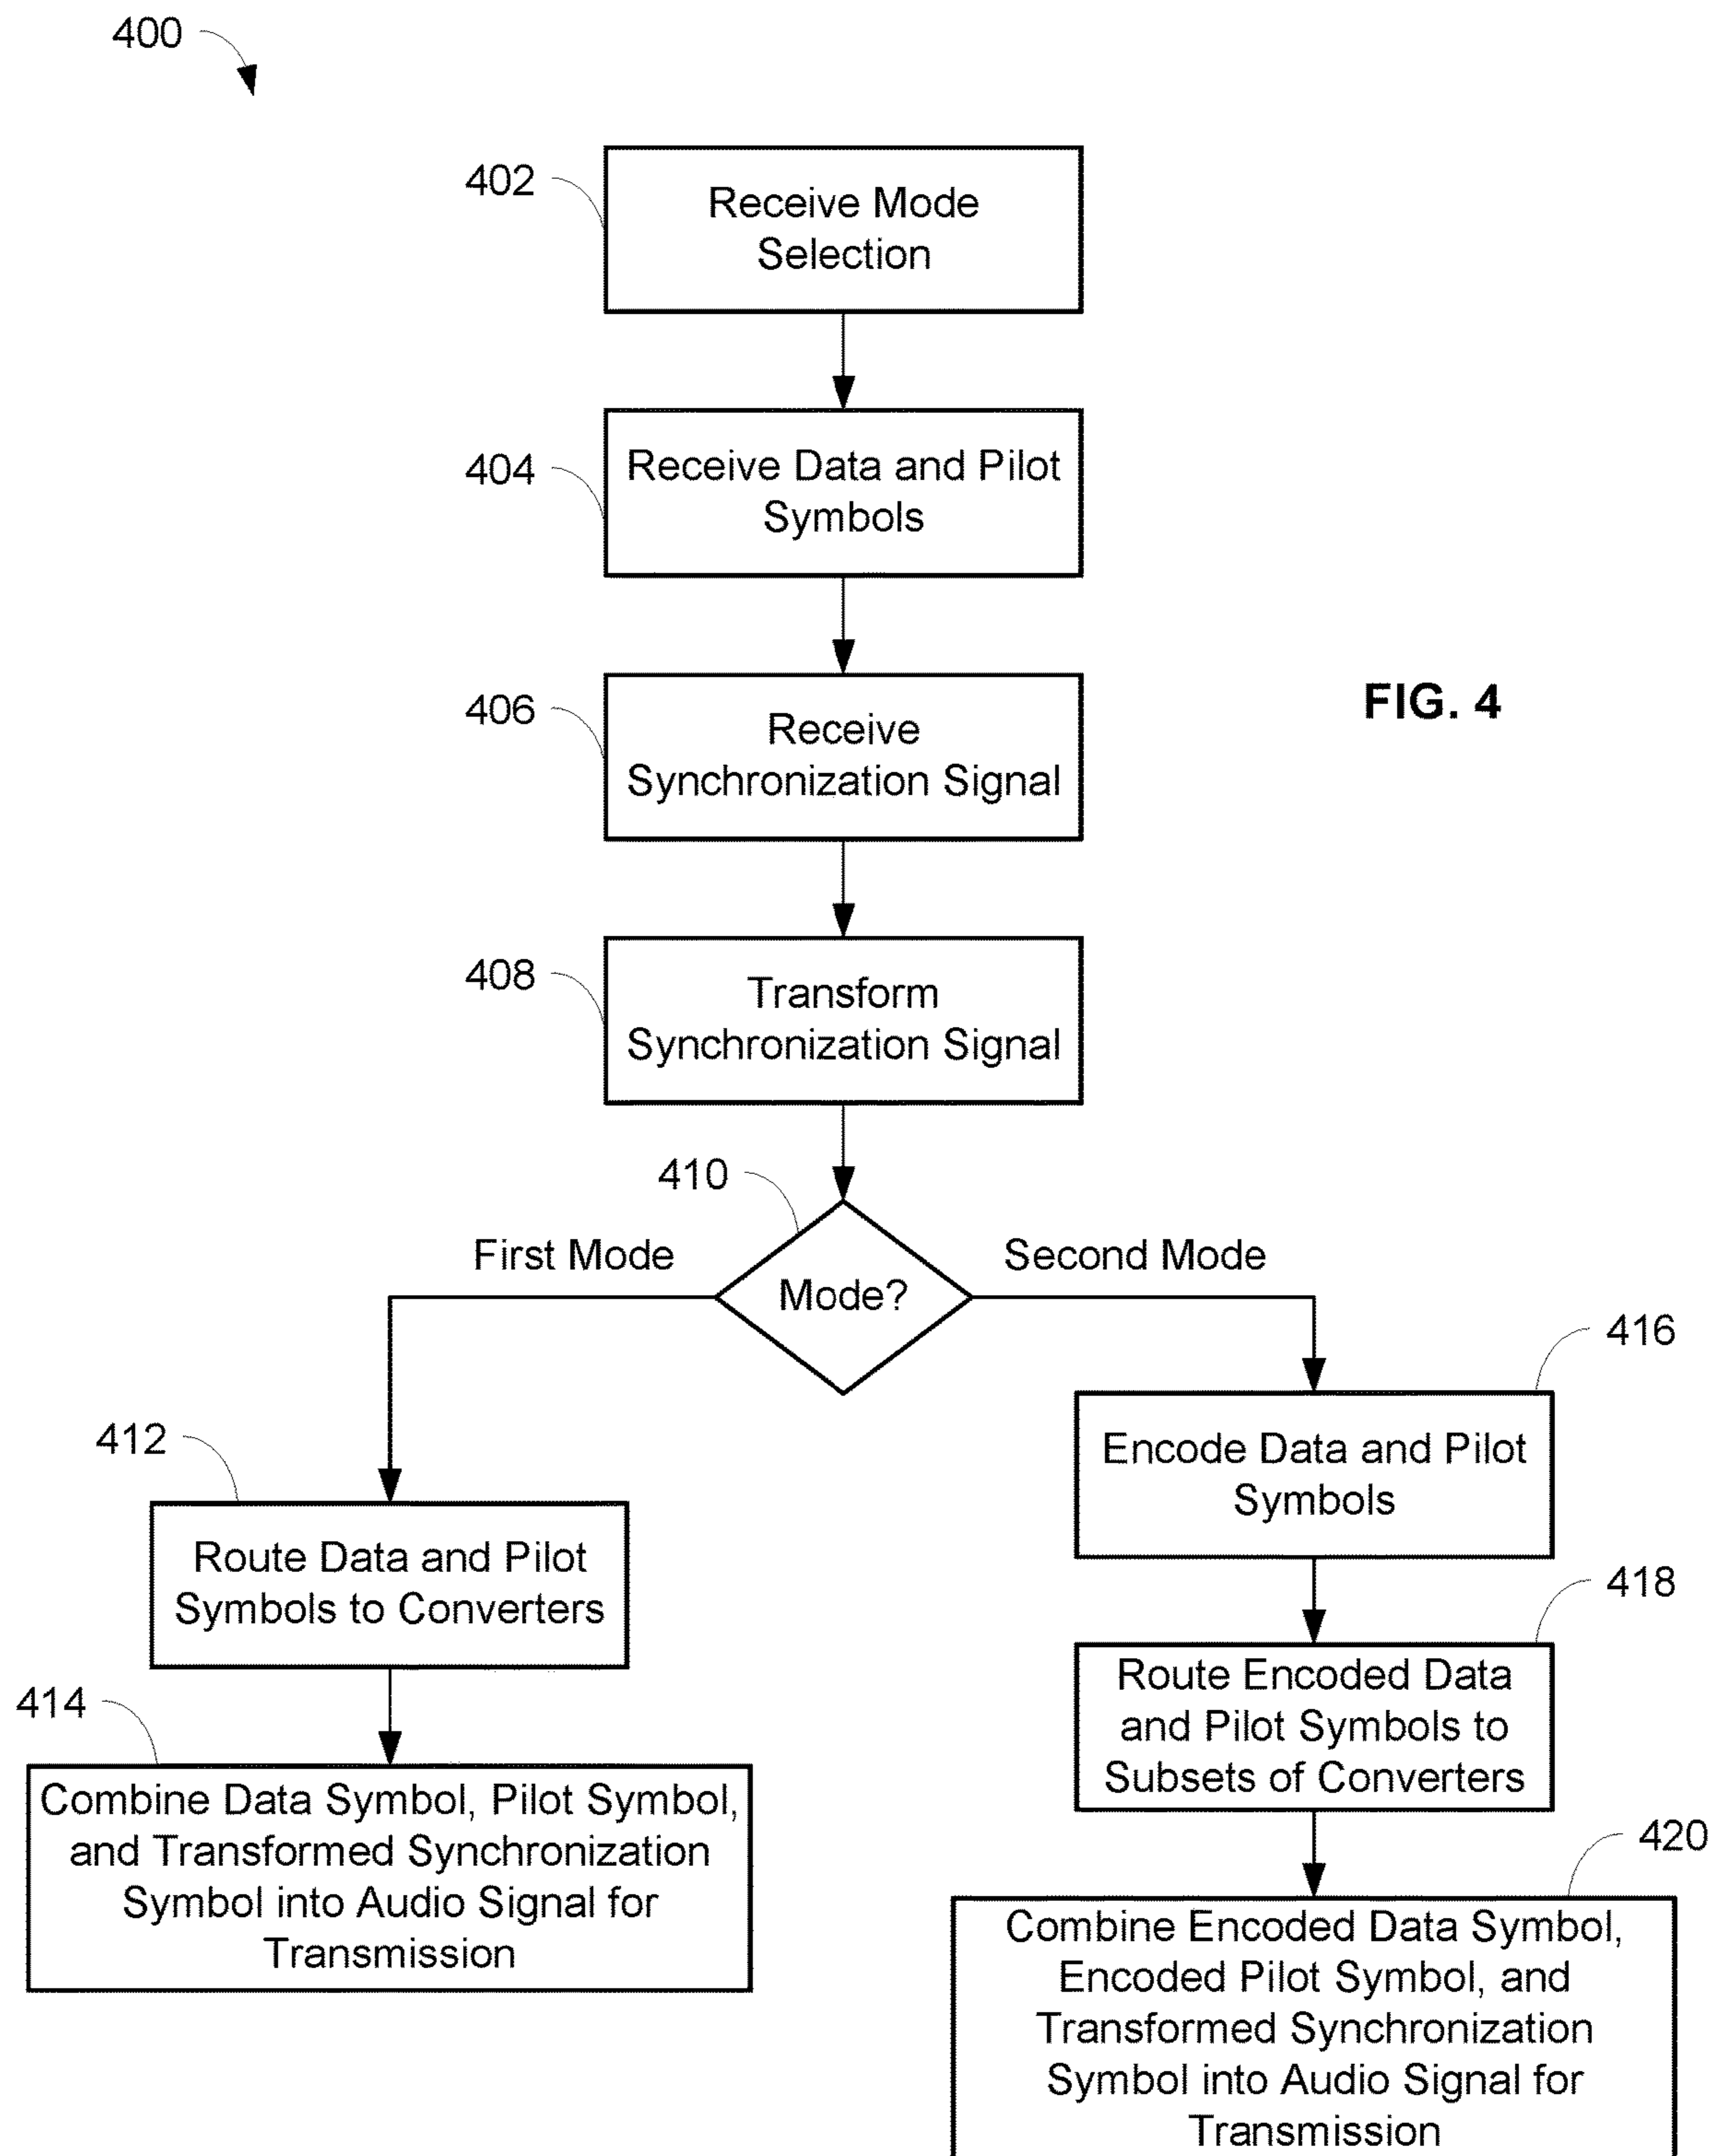 400
402
Receive Mode
Selection
404
Receive Data and Pilot
Symbols
406
Receive
Synchronization Signal
FIG. 4
408
Transform
Synchronization Signal
410
First Mode
Mode?
Second Mode
412
Route Data and Pilot
Symbols to Converters
414
Combine Data Symbol, Pilot Symbol,
and Transformed Synchronization
Symbol into Audio Signal for
Transmission
416
Encode Data and Pilot
Symbols
418
Route Encoded Data
and Pilot Symbols to
Subsets of Converters
420
Combine Encoded Data Symbol,
Encoded Pilot Symbol, and
Transformed Synchronization
Symbol into Audio Signal for
Transmission